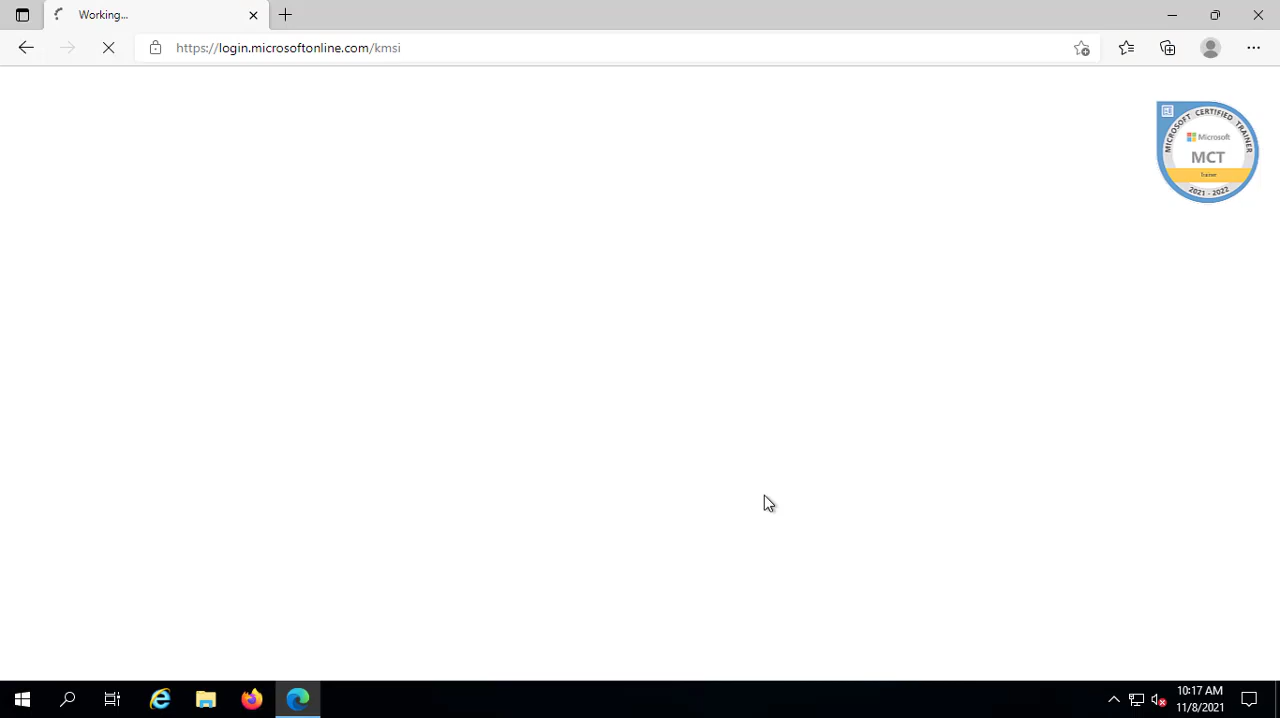 Working...
https://login.microsoftonline.com/kmsi
MICROSOFT CERTIFIED TRAINER
Microsoft
MCT
Trainer
2021 - 2022
10:17 AM
11/8/2021